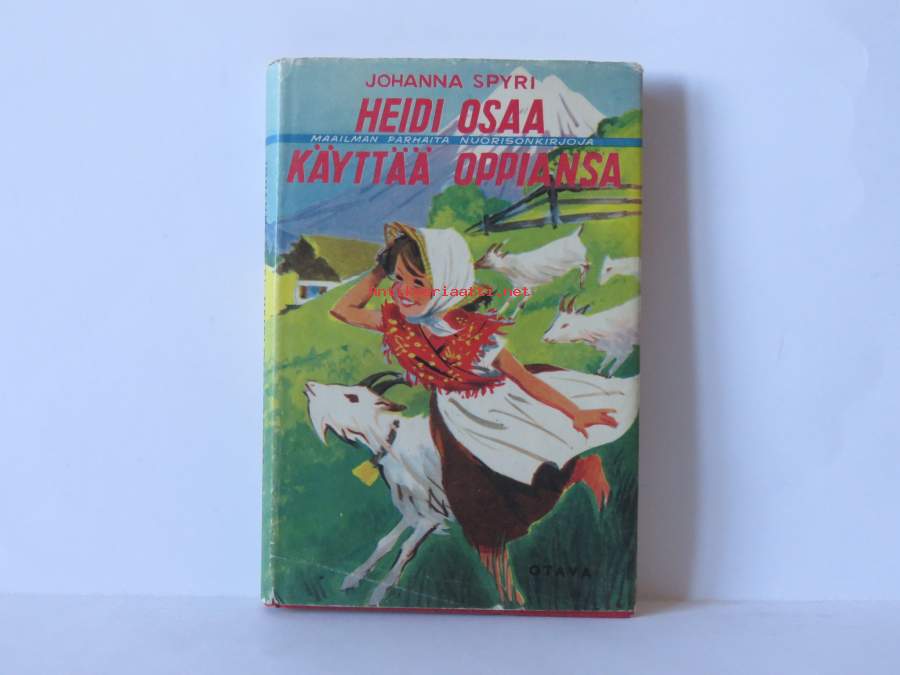 JOHANNA SPYRI
HEIDI OSAA
MAAILMAN PARHAITA NUORISONKIRJOJA
KÄYTTÄÄ OPPIANSA
Antikvariaatti.net
OTAVA